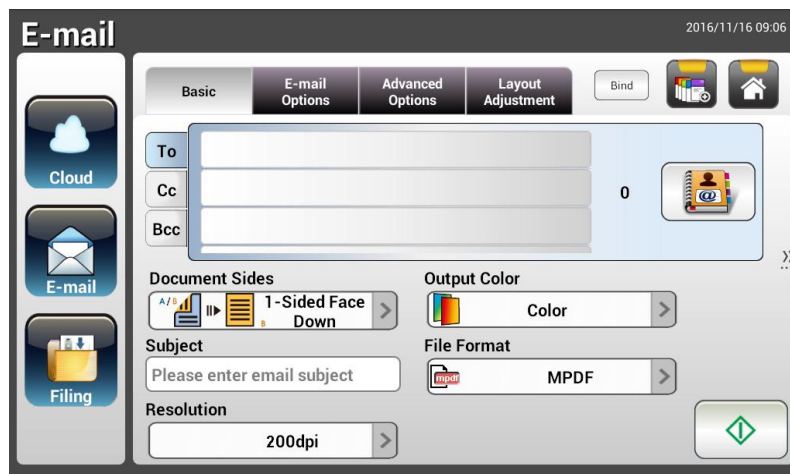 E-mail
2016/11/16 09:06
Basic
E-mail
Options
Advanced
Options
Layout
Adjustment
Bind
Cloud
E-mail
Filing
To
Cc
Bcc
0
@
Document Sides
A/B
B
1-Sided Face
Down
Output Color
Color
Subject
Please enter email subject
File Format
mpdf
MPDF
Resolution
200dpi